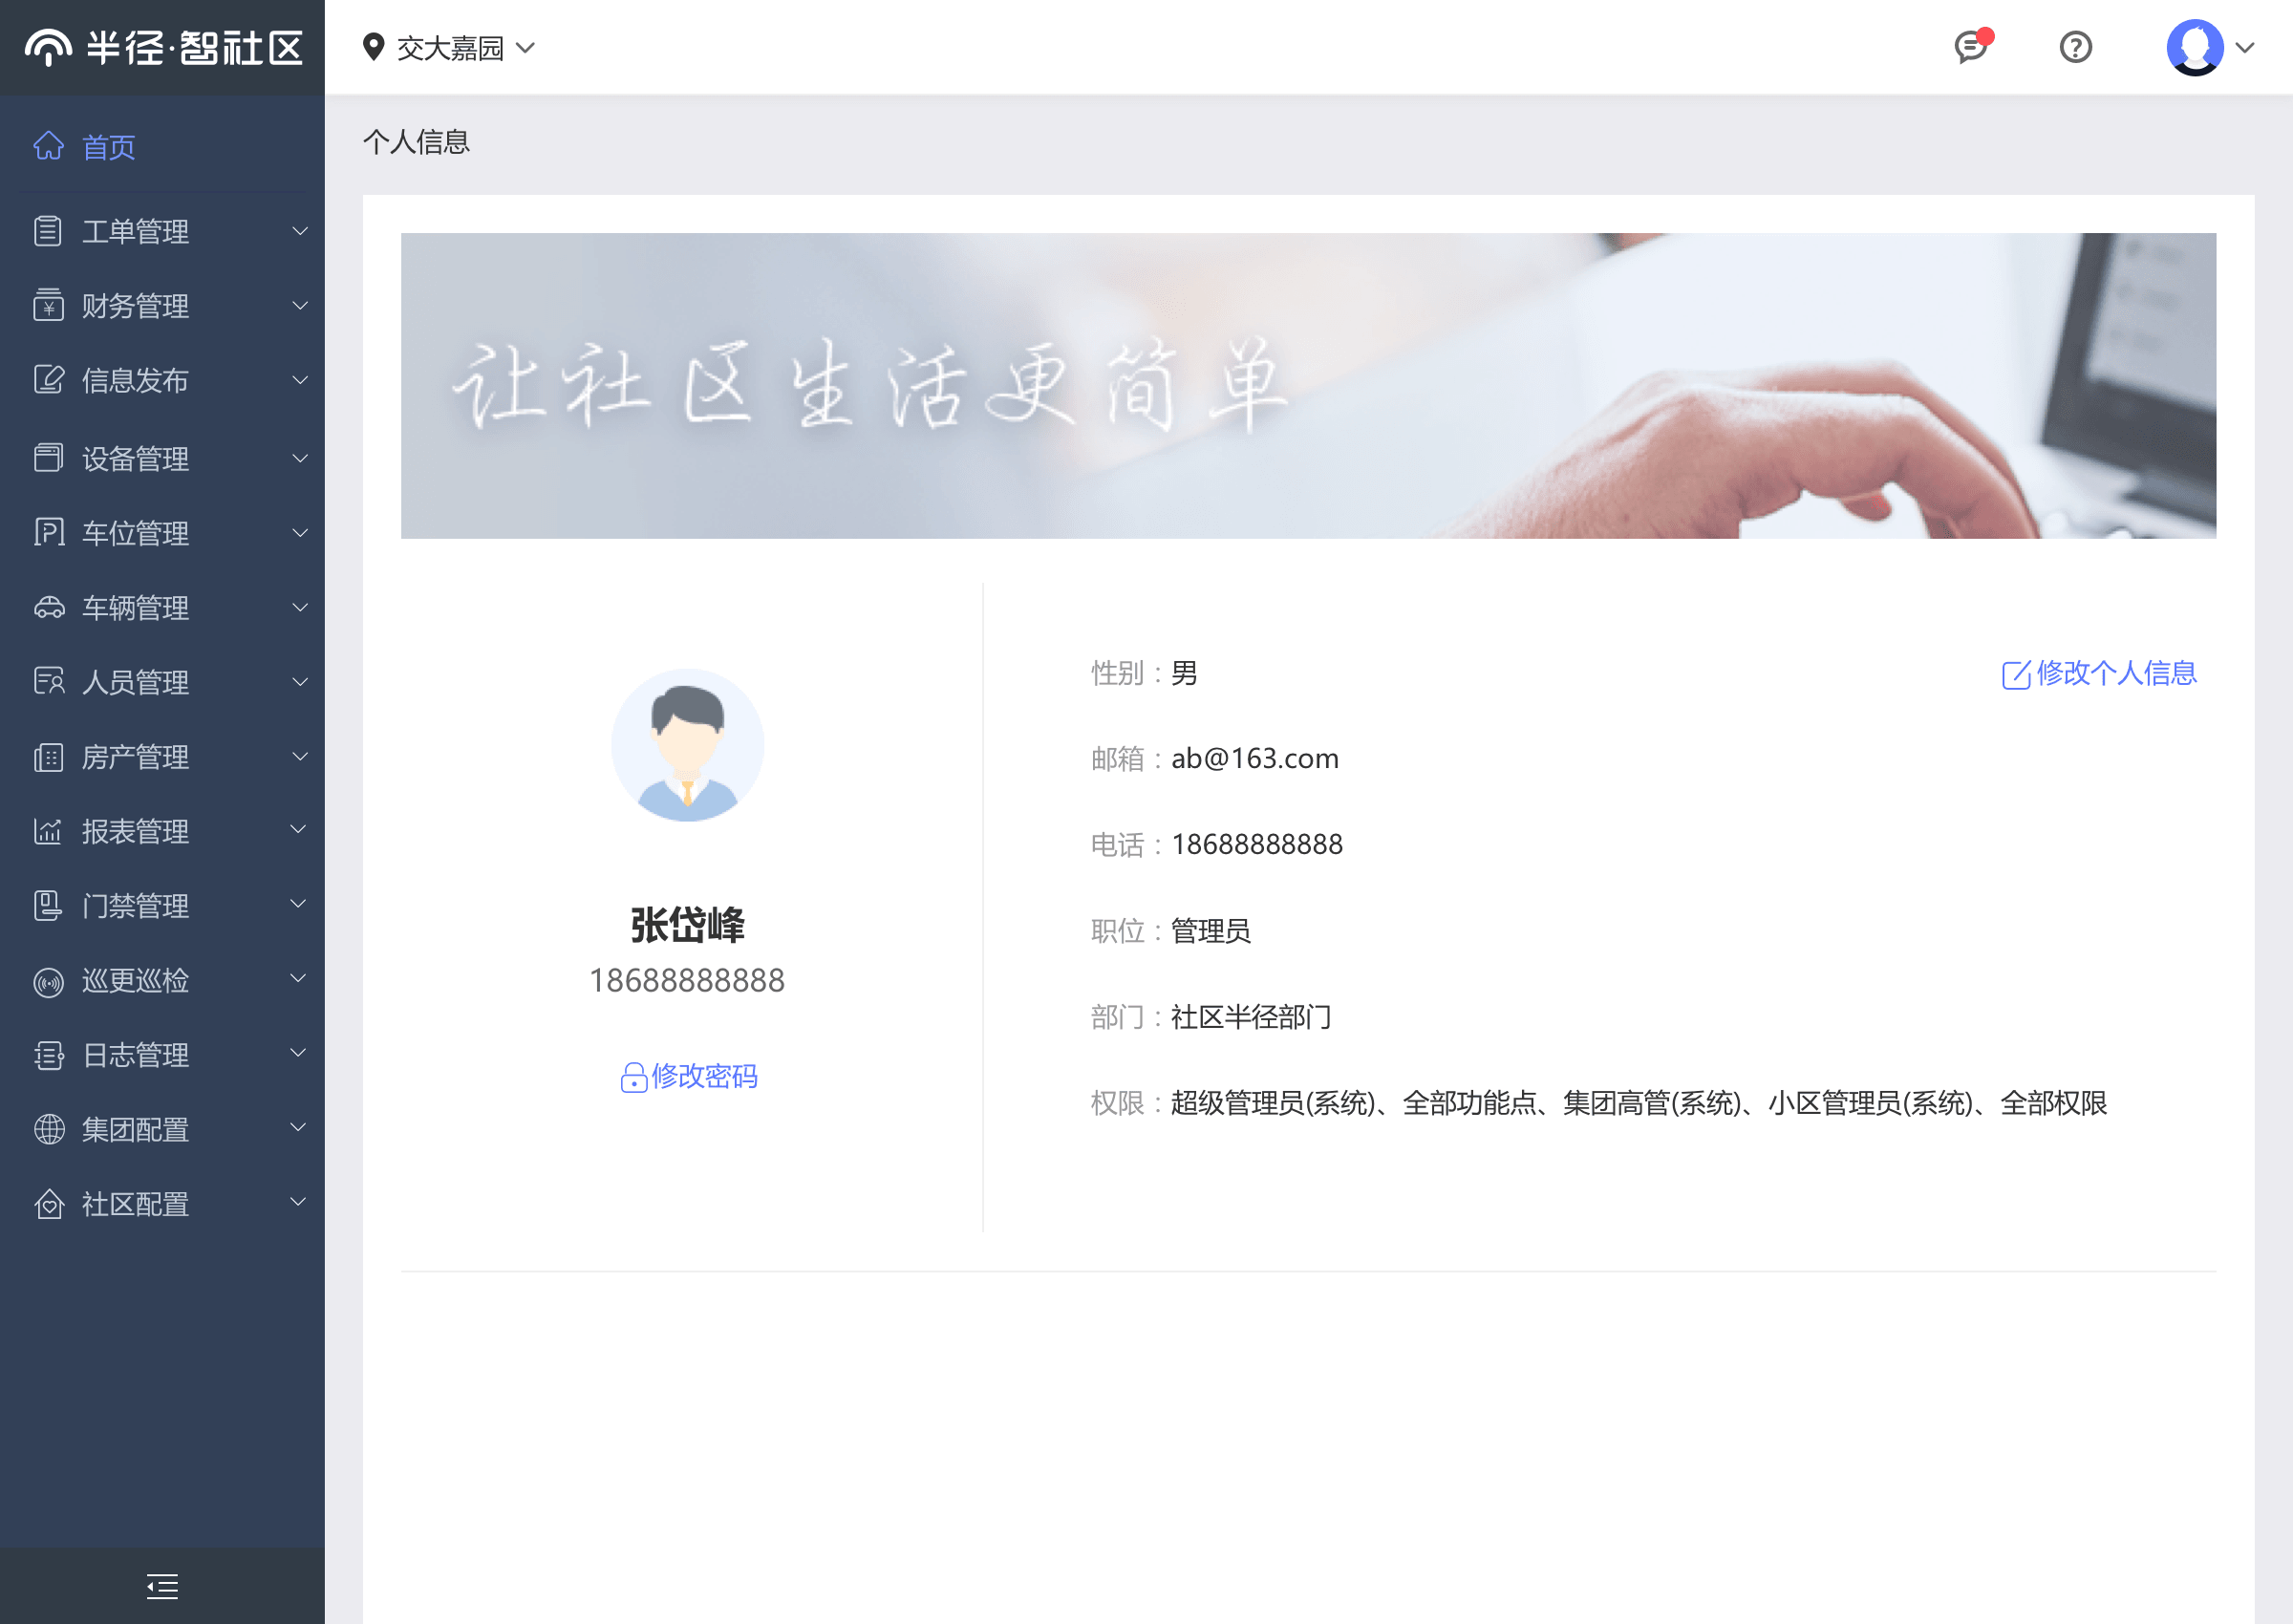 半径·智社区
交大嘉园
首页
工单管理
财务管理
信息发布
设备管理
车位管理
车辆管理
人员管理
房产管理
报表管理
门禁管理
巡更巡检
日志管理
集团配置
社区配置
个人信息
让社区生活更简单
张岱峰
18688888888
修改密码
性别：男
修改个人信息
邮箱：ab@163.com
电话：18688888888
职位：管理员
部门：社区半径部门
权限：超级管理员(系统)、全部功能点、集团高管(系统)、小区管理员(系统)、全部权限